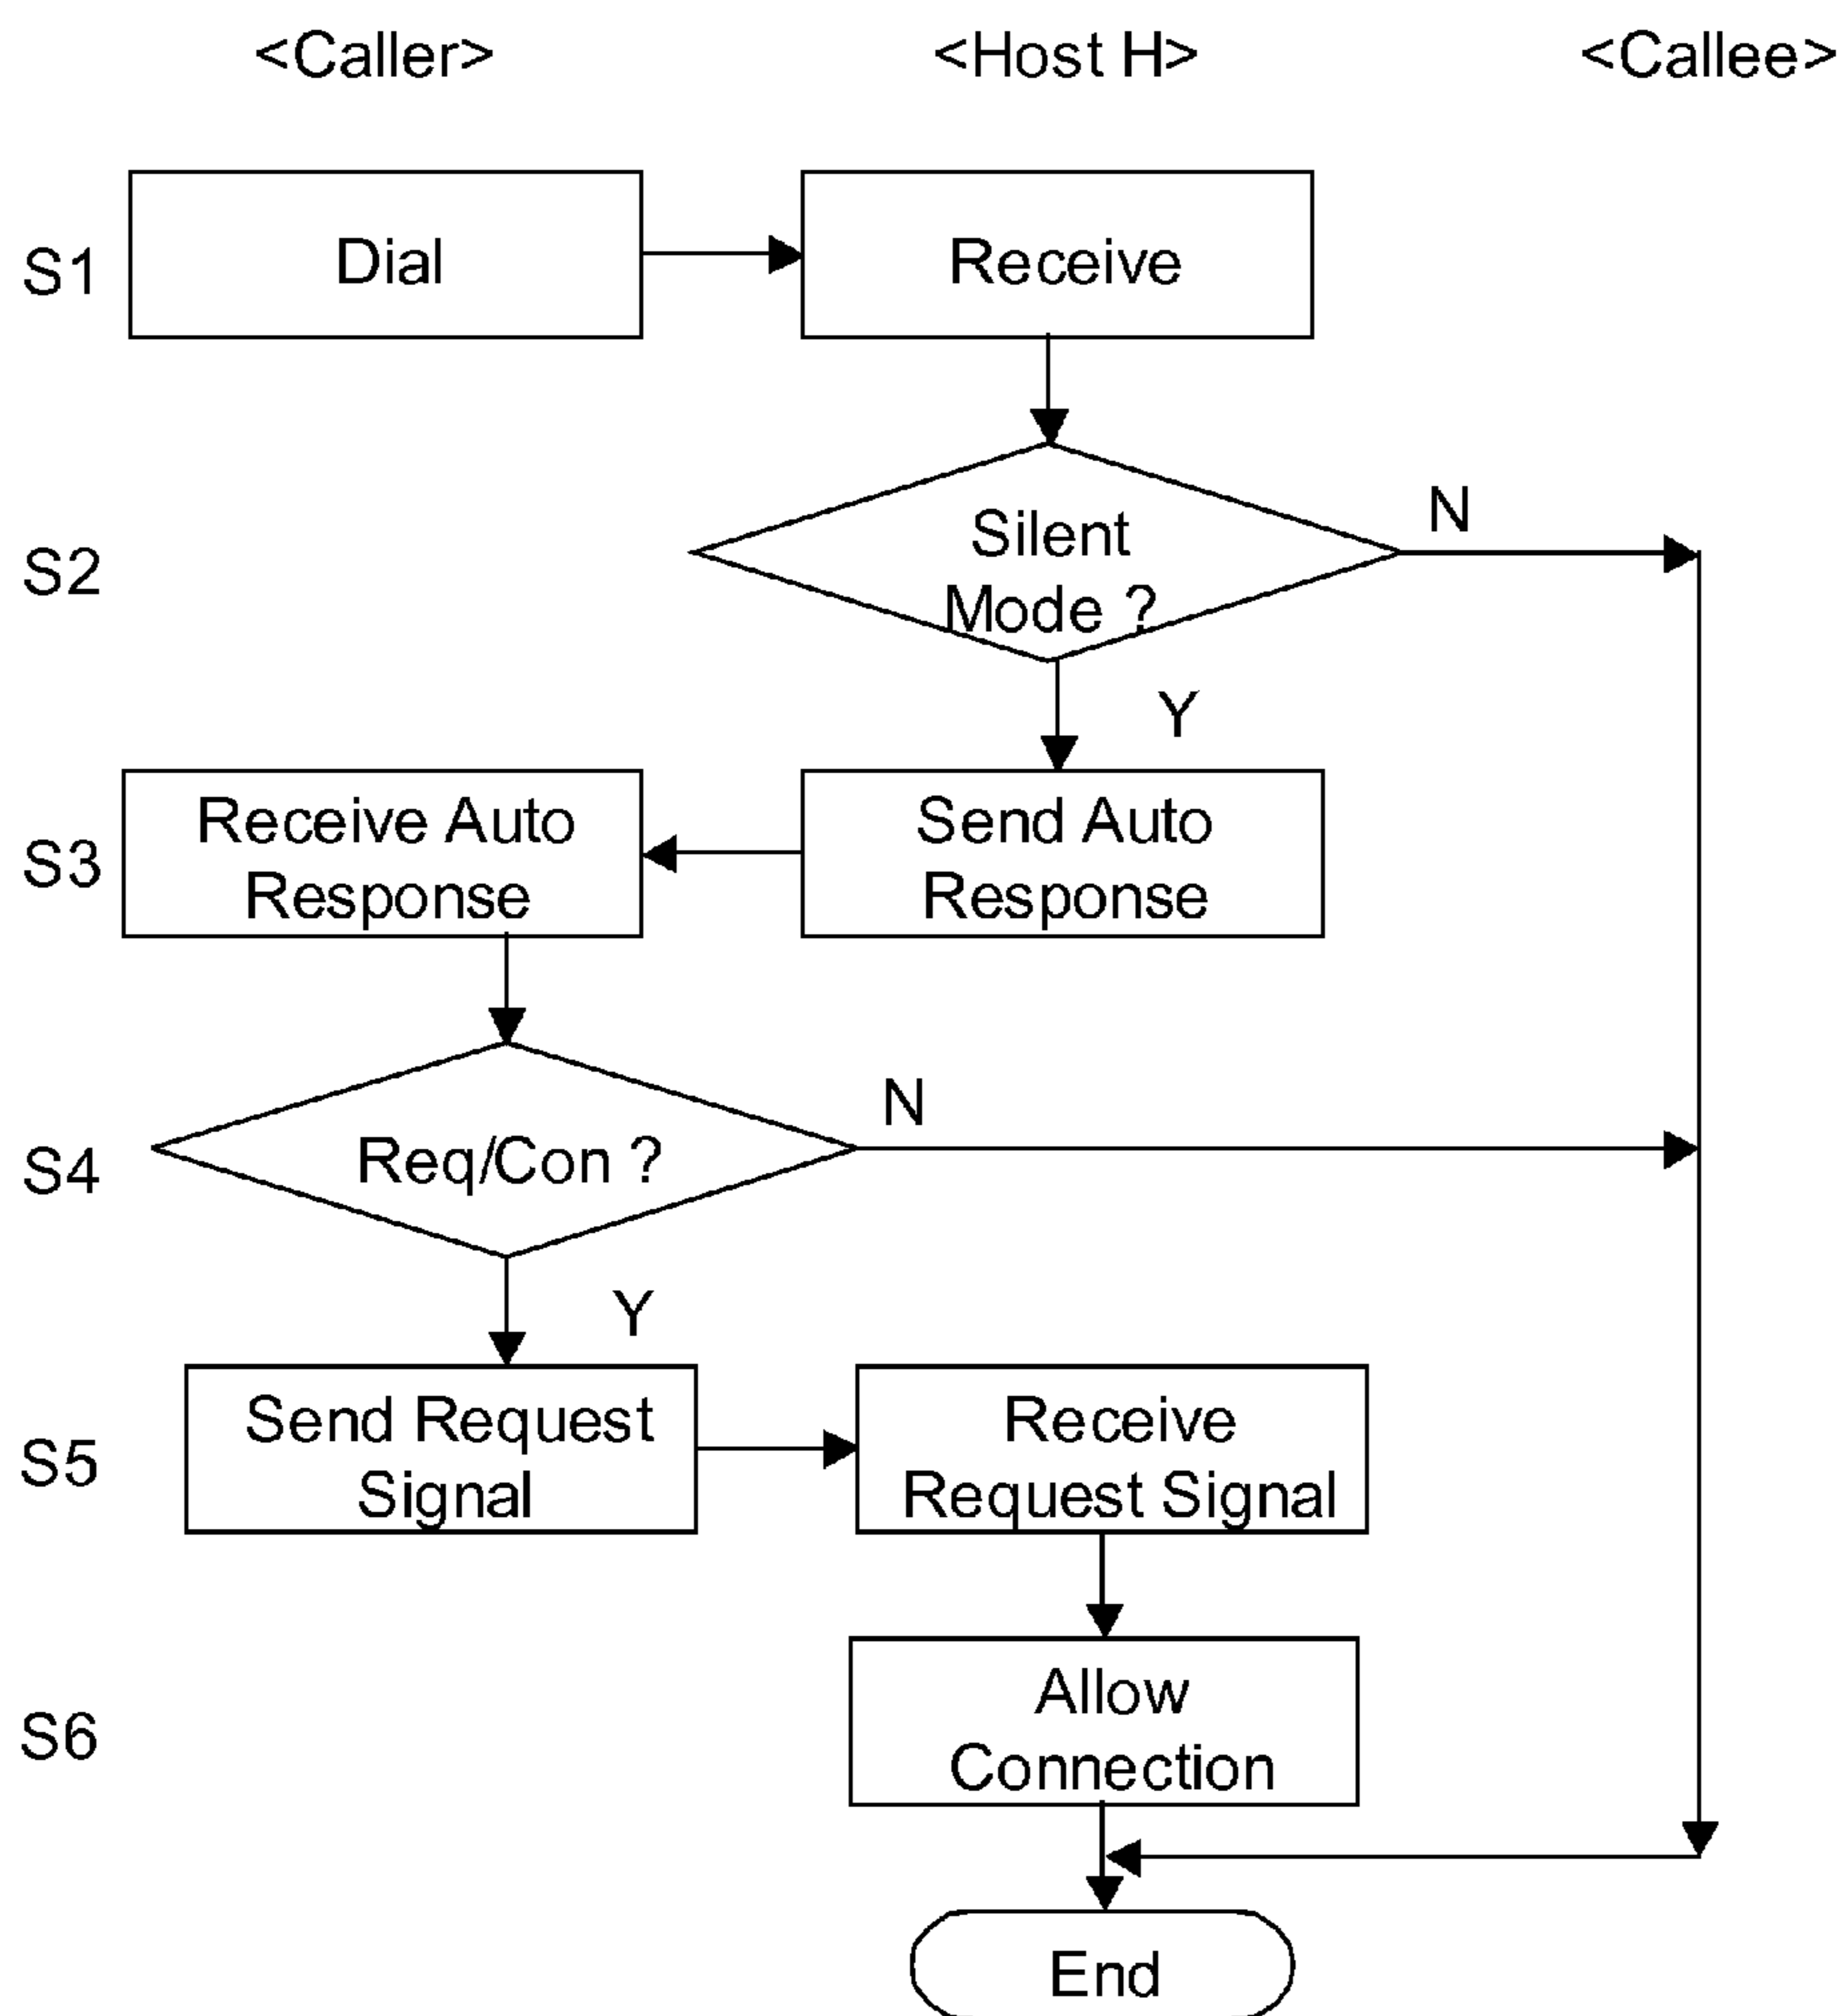 <Caller>
<Host H>
<Callee>
S1
Dial
Receive
S2
Silent
Mode ?
N
Y
S3
Receive Auto
Response
Send Auto
Response
S4
Req/Con ?
N
Y
S5
Send Request
Signal
Receive
Request Signal
S6
Allow
Connection
End